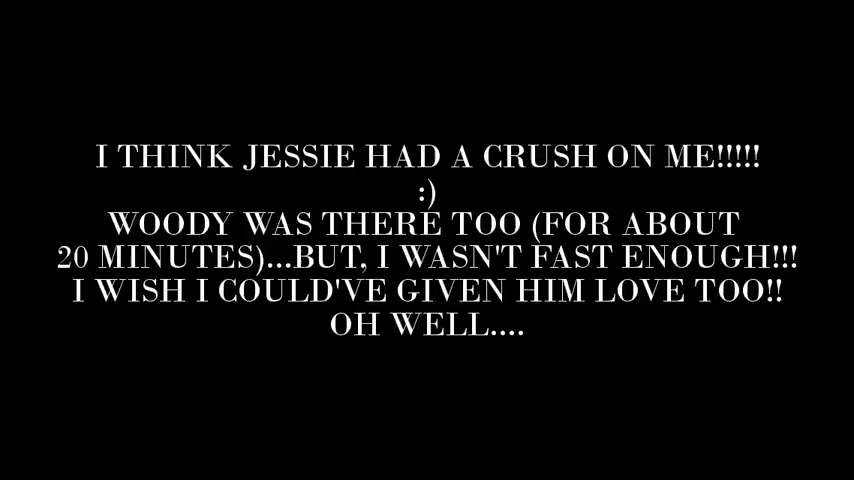 I THINK JESSIE HAD A CRUSH ON ME!!!!!
:)
WOODY WAS THERE TOO (FOR ABOUT
20 MINUTES)...BUT, I WASN'T FAST ENOUGH!!!
I WISH I COULD'VE GIVEN HIM LOVE TOO!!
OH WELL....